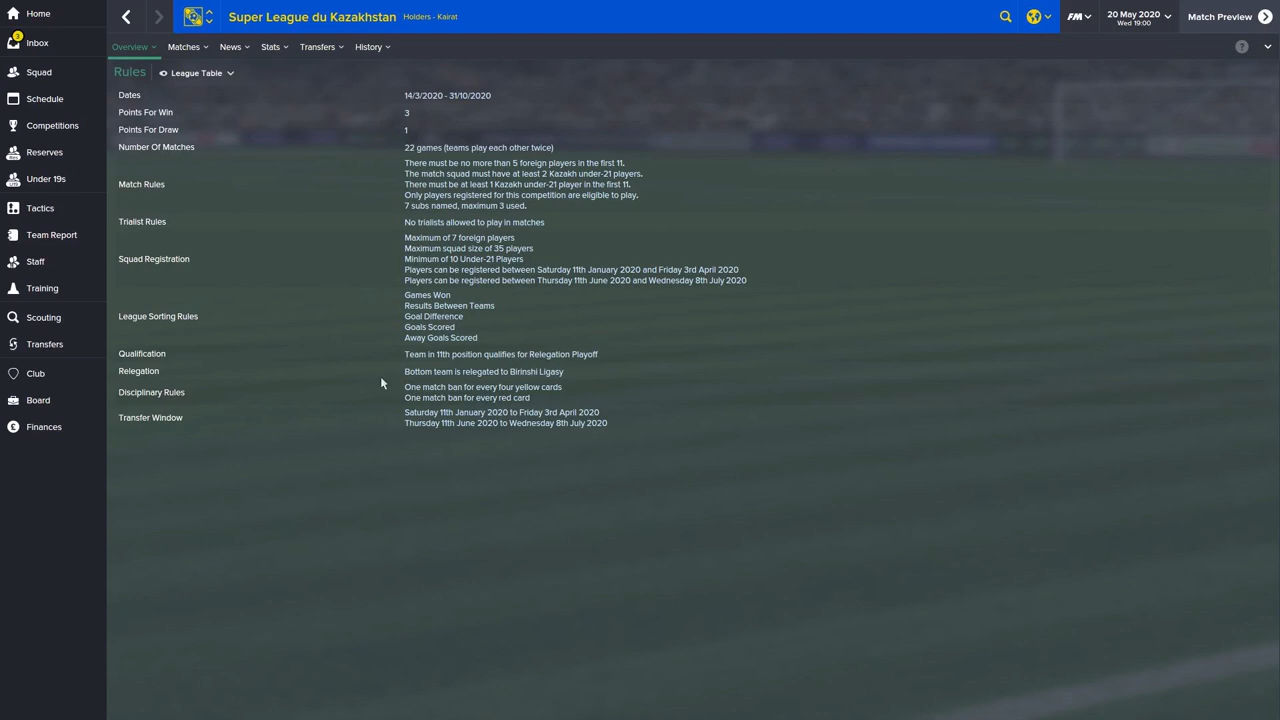 Home
Super League du Kazakhstan Holders - Kairat
FM
20 May 2020
Wed 19:00
Match Preview
3
Inbox
Overview Matches News Stats Transfers History
?
Rules League Table
Squad
Schedule
Competitions
Reserves
Under 19s
Tactics
Team Report
Staff
Training
Scouting
Transfers
Club
Board
Finances
Dates 14/3/2020 - 31/10/2020
Points For Win 3
Points For Draw 1
Number Of Matches 22 games (teams play each other twice)
Match Rules
There must be no more than 5 foreign players in the first 11.
The match squad must have at least 2 Kazakh under-21 players.
There must be at least 1 Kazakh under-21 player in the first 11.
Only players registered for this competition are eligible to play.
7 subs named, maximum 3 used.
Trialist Rules No trialists allowed to play in matches
Squad Registration
Maximum of 7 foreign players
Maximum squad size of 35 players
Minimum of 10 Under-21 Players
Players can be registered between Saturday 11th January 2020 and Friday 3rd April 2020
Players can be registered between Thursday 11th June 2020 and Wednesday 8th July 2020
League Sorting Rules
Games Won
Results Between Teams
Goal Difference
Goals Scored
Away Goals Scored
Qualification Team in 11th position qualifies for Relegation Playoff
Relegation Bottom team is relegated to Birinshi Ligasy
Disciplinary Rules
One match ban for every four yellow cards
One match ban for every red card
Transfer Window
Saturday 11th January 2020 to Friday 3rd April 2020
Thursday 11th June 2020 to Wednesday 8th July 2020